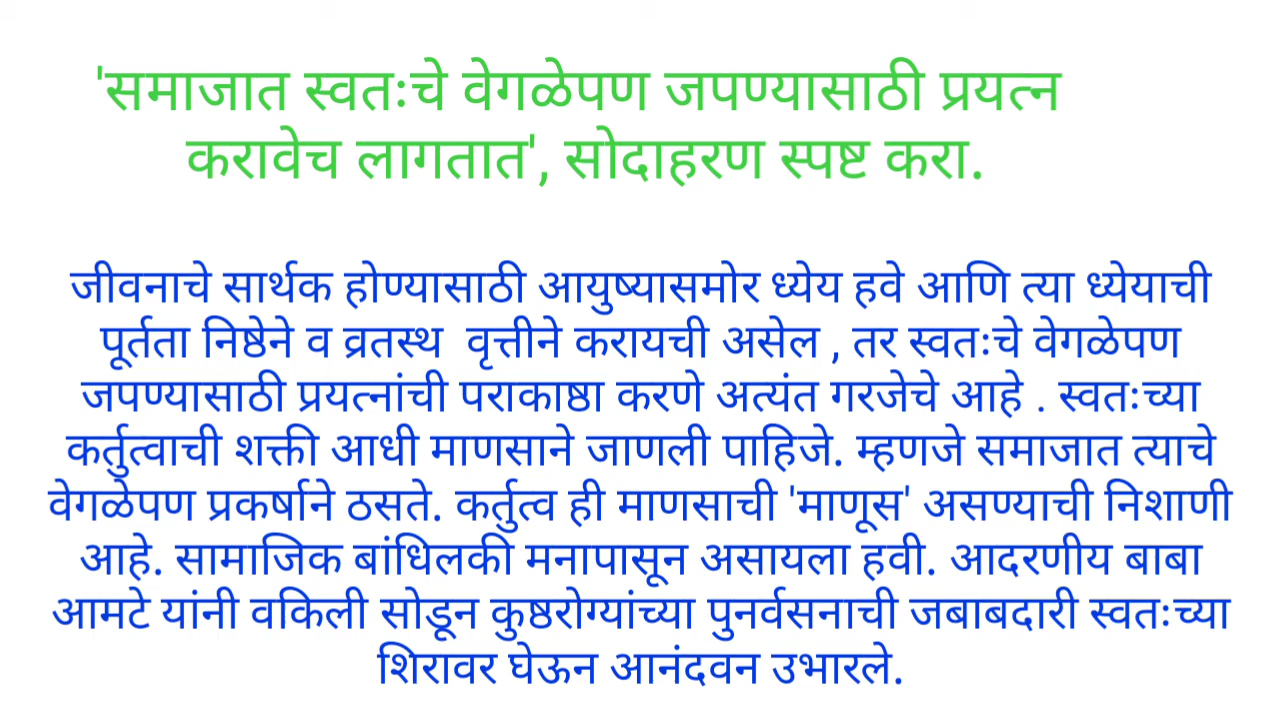 'समाजात स्वतःचे वेगळेपण जपण्यासाठी प्रयत्न
करावेच लागतात', सोदाहरण स्पष्ट करा.
जीवनाचे सार्थक होण्यासाठी आयुष्यासमोर ध्येय हवे आणि त्या ध्येयाची
पूर्तता निष्ठेने व व्रतस्थ  वृत्तीने करायची असेल , तर स्वतःचे वेगळेपण
जपण्यासाठी प्रयत्नांची पराकाष्ठा करणे अत्यंत गरजेचे आहे . स्वतःच्या
कर्तुत्वाची शक्ती आधी माणसाने जाणली पाहिजे. म्हणजे समाजात त्याचे
वेगळेपण प्रकर्षाने ठसते. कर्तुत्व ही माणसाची 'माणूस' असण्याची निशाणी
आहे. सामाजिक बांधिलकी मनापासून असायला हवी. आदरणीय बाबा
आमटे यांनी वकिली सोडून कुष्ठरोग्यांच्या पुनर्वसनाची जबाबदारी स्वतःच्या
शिरावर घेऊन आनंदवन उभारले.